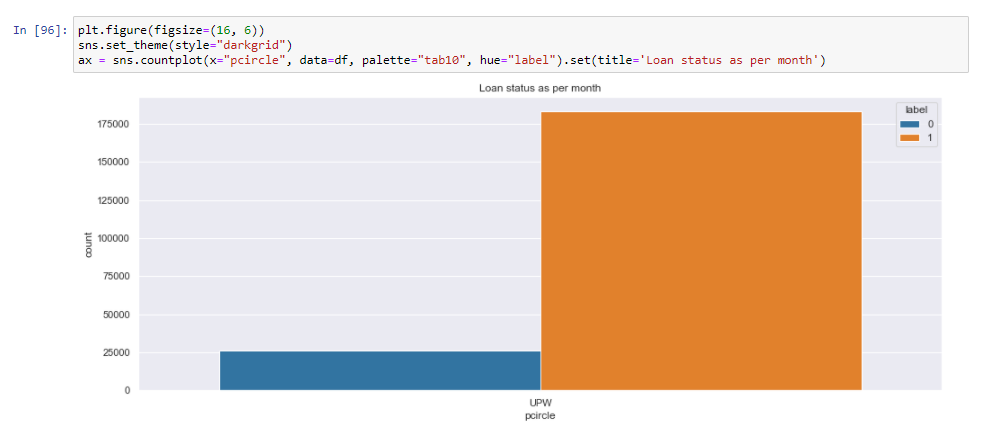 In [96]: plt.figure(figsize=(16, 6))
sns.set_theme(style="darkgrid")
ax = sns.countplot(x="pcircle", data=df, palette="tab10", hue="label").set(title='Loan status as per month')
Loan status as per month
label
0
1
175000
150000
125000
100000
75000
50000
25000
0
count
UPW
pcircle